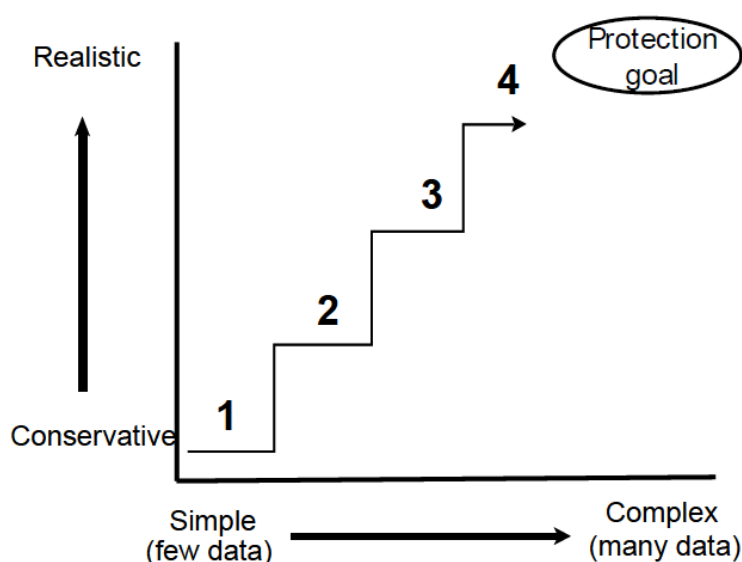 Protection
goal
Realistic
4
3
2
1
Conservative
Simple
(few data)
Complex
(many data)